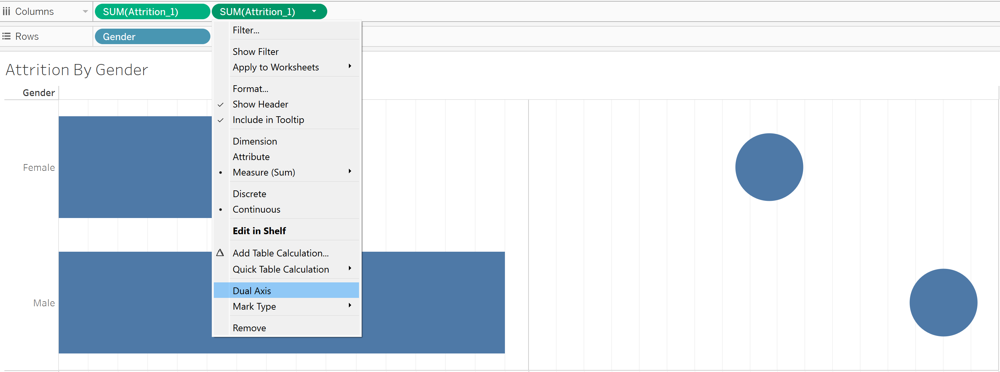 Columns SUM(Attrition_1) SUM(Attrition_1)
Rows Gender
Attrition By Gender
Gender
Female
Male
Filter...
Show Filter
Apply to Worksheets
Format...
Show Header
Include in Tooltip
Dimension
Attribute
Measure (Sum)
Discrete
Continuous
Edit in Shelf
Add Table Calculation...
Quick Table Calculation
Dual Axis
Mark Type
Remove